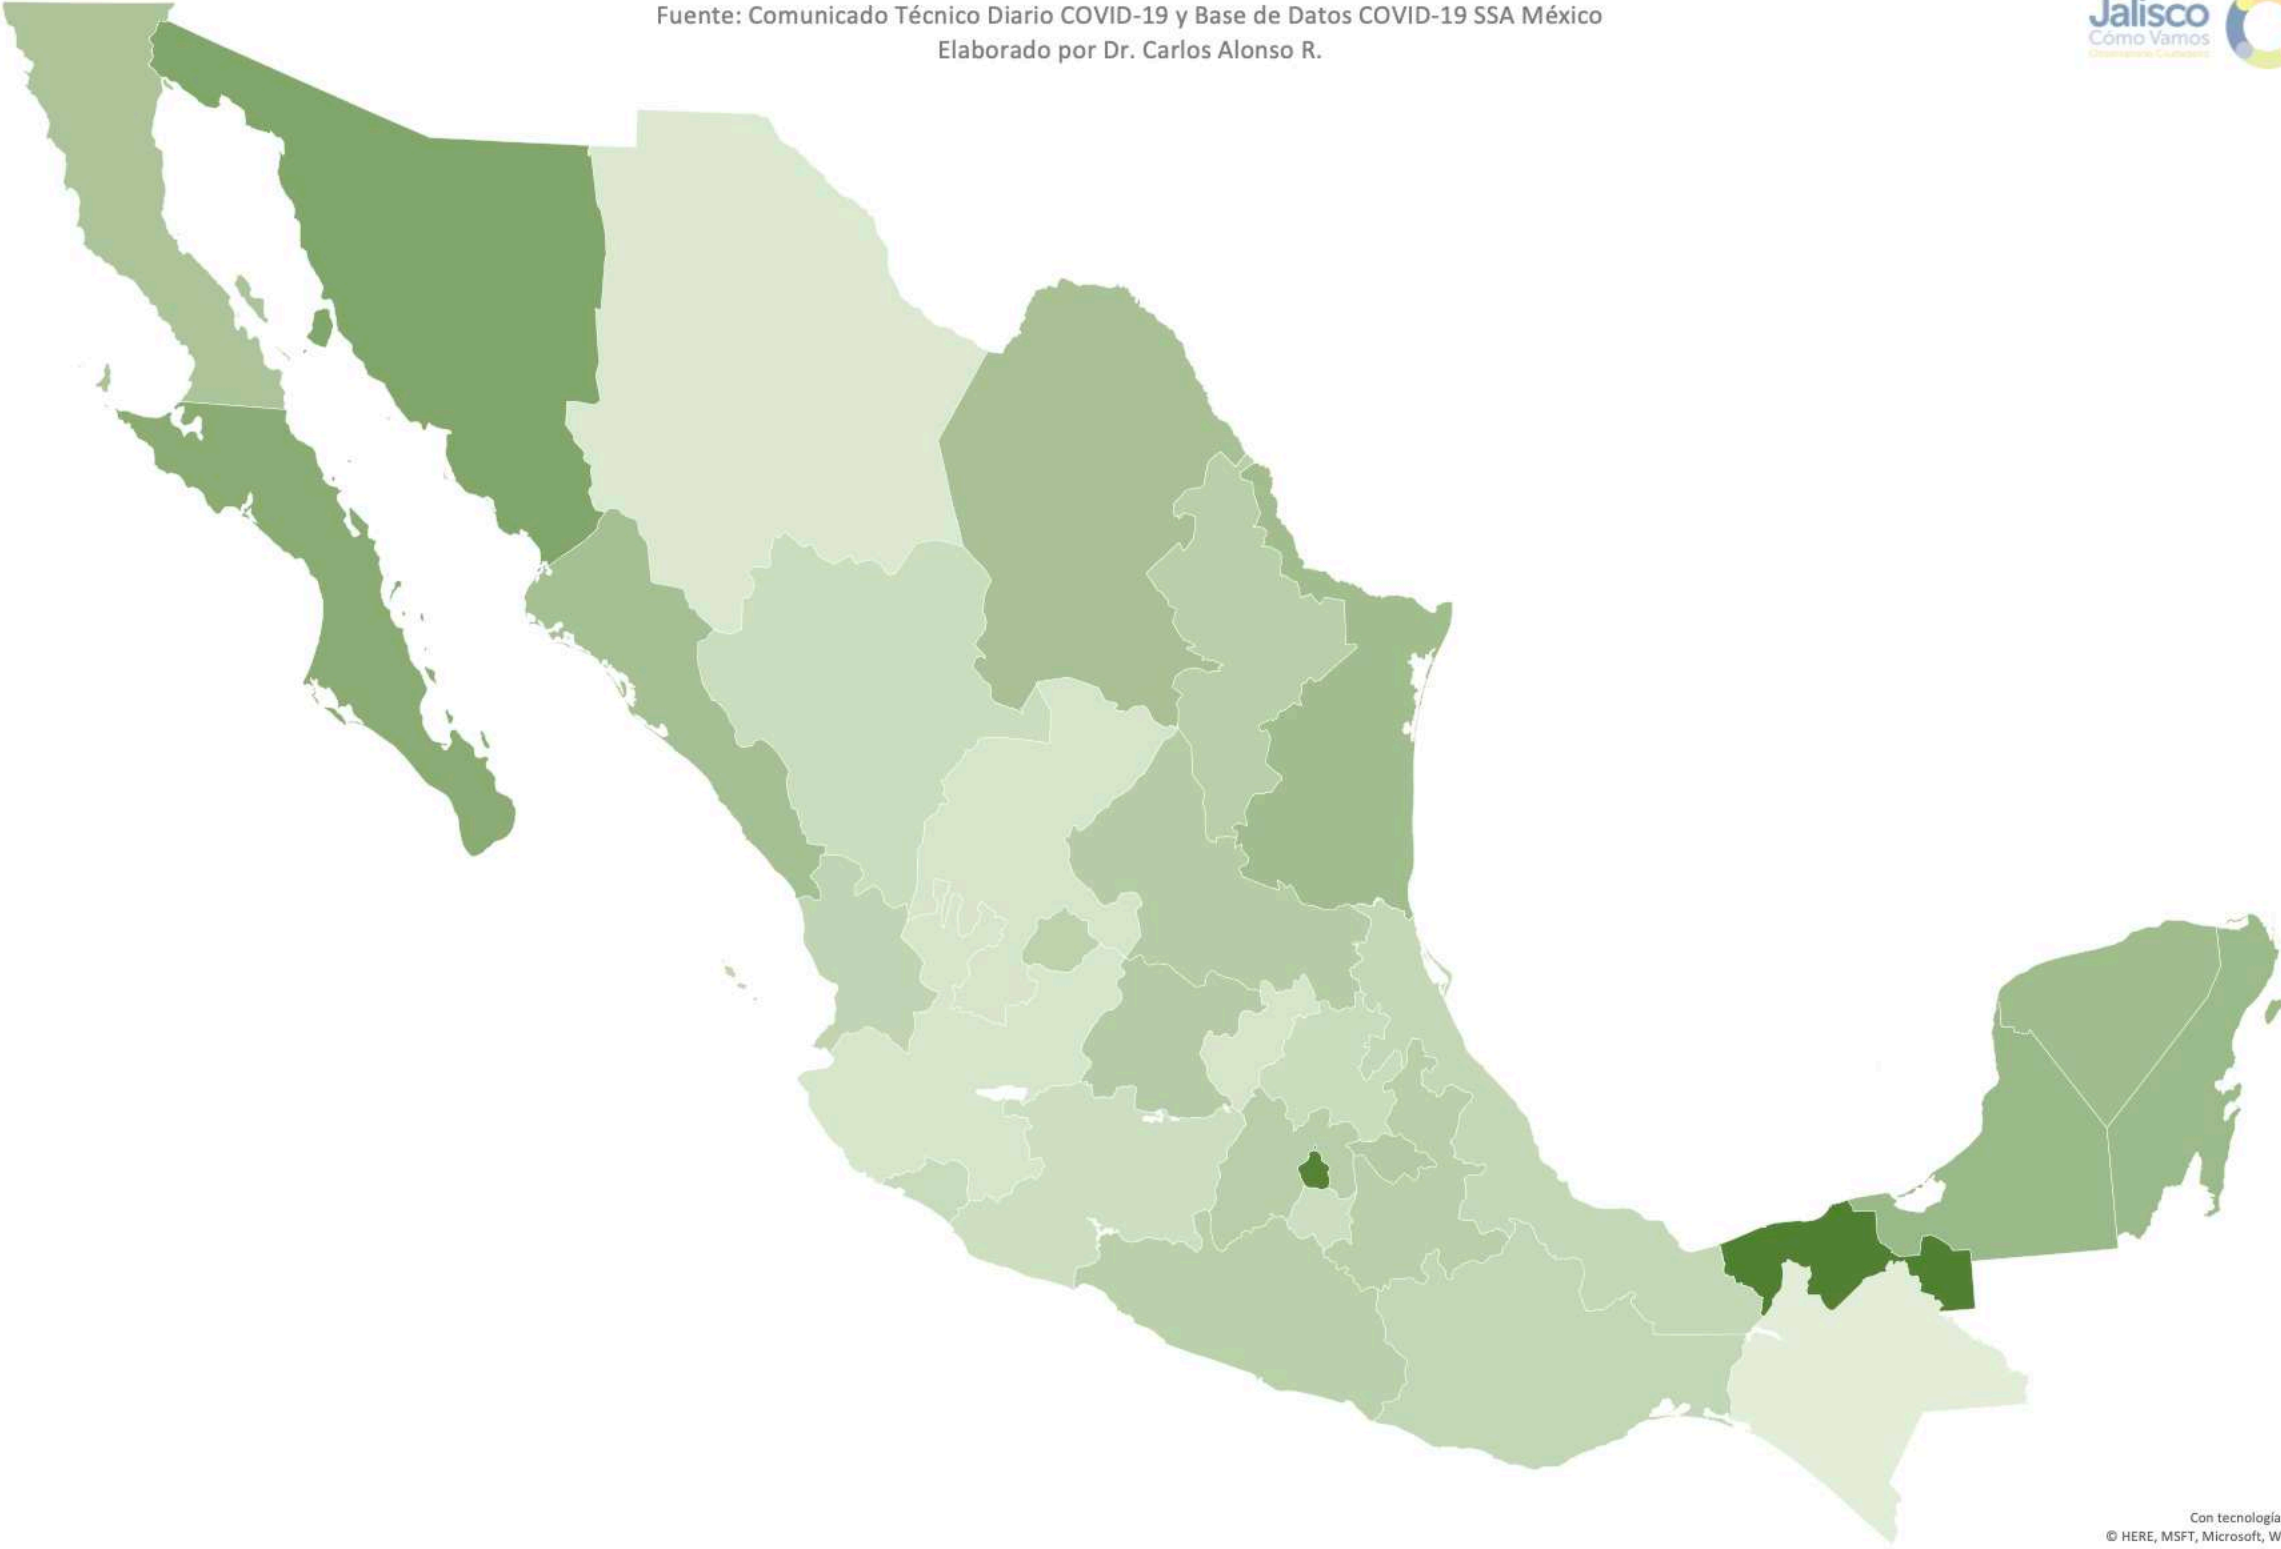 Fuente: Comunicado Técnico Diario COVID-19 y Base de Datos COVID-19 SSA México
Elaborado por Dr. Carlos Alonso R.
Jalisco
Cómo Vamos
Con tecnología
© HERE, MSFT, Microsoft, W